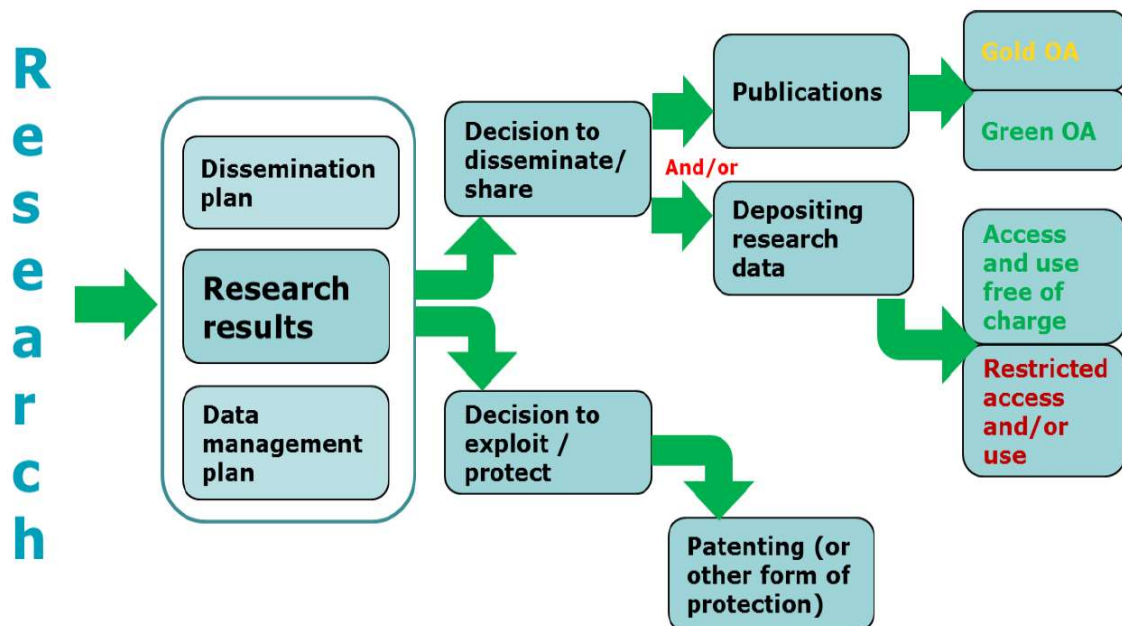 Research
Dissemination
plan
Research
results
Data
management
plan
Decision to
disseminate/
share
Decision to
exploit /
protect
And/or
Publications
Depositing
research
data
Patenting (or
other form of
protection)
Gold OA
Green OA
Access
and use
free of
charge
Restricted
access
and/or
use